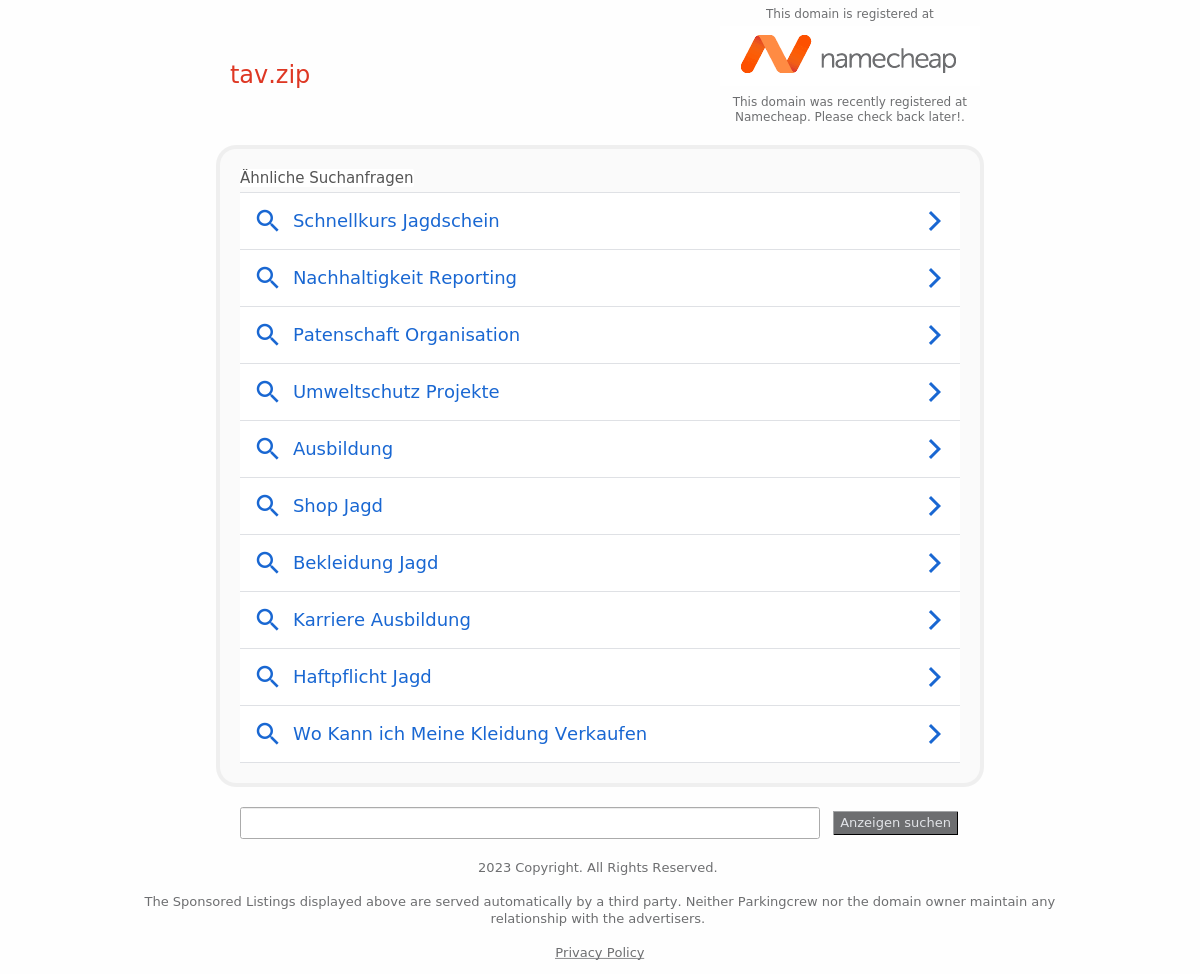 This domain is registered at
namecheap
tav.zip
This domain was recently registered at
Namecheap. Please check back later!.
Ähnliche Suchanfragen
Schnellkurs Jagdschein
Nachhaltigkeit Reporting
Patenschaft Organisation
Umweltschutz Projekte
Ausbildung
Shop Jagd
Bekleidung Jagd
Karriere Ausbildung
Haftpflicht Jagd
Wo Kann ich Meine Kleidung Verkaufen
Anzeigen suchen
2023 Copyright. All Rights Reserved.
The Sponsored Listings displayed above are served automatically by a third party. Neither Parkingcrew nor the domain owner maintain any
relationship with the advertisers.
Privacy Policy